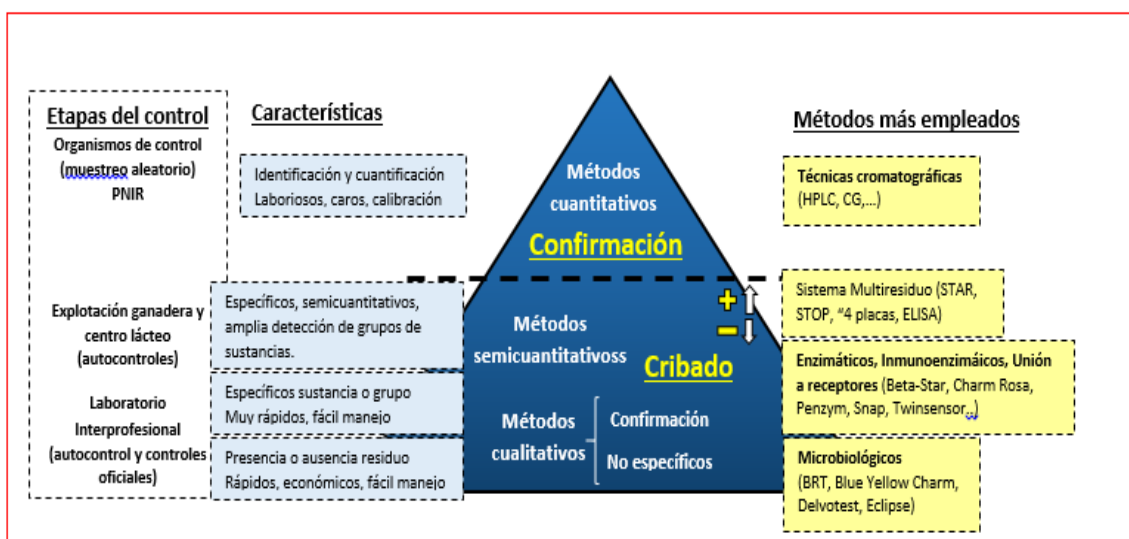 Etapas del control
Organismos de control
(muestreo aleatorio)
PNIR
Explotación ganadera y
centro lácteo
(autocontroles)
Laboratorio
Interprofesional
(autocontrol y controles
oficiales)
Características
Identificación y cuantificación
Laboriosos, caros, calibración
Específicos, semicuantitativos,
amplia detección de grupos de
sustancias.
Específicos sustancia o grupo
Muy rápidos, fácil manejo
Presencia o ausencia residuo
Rápidos, económicos, fácil manejo
Métodos
cuantitativos
Confirmación
+
−
Métodos
semicuantitativoss
Cribado
Métodos
cualitativos
Confirmación
No específicos
Métodos más empleados
Técnicas cromatográficas
(HPLC, CG,...)
Sistema Multiresiduo (STAR,
STOP, "4 placas, ELISA)
Enzimáticos, Inmunoenzimáicos, Unión
a receptores (Beta-Star, Charm Rosa,
Penzym, Snap, Twinsensor...)
Microbiológicos
(BRT, Blue Yellow Charm,
Delvotest, Eclipse)